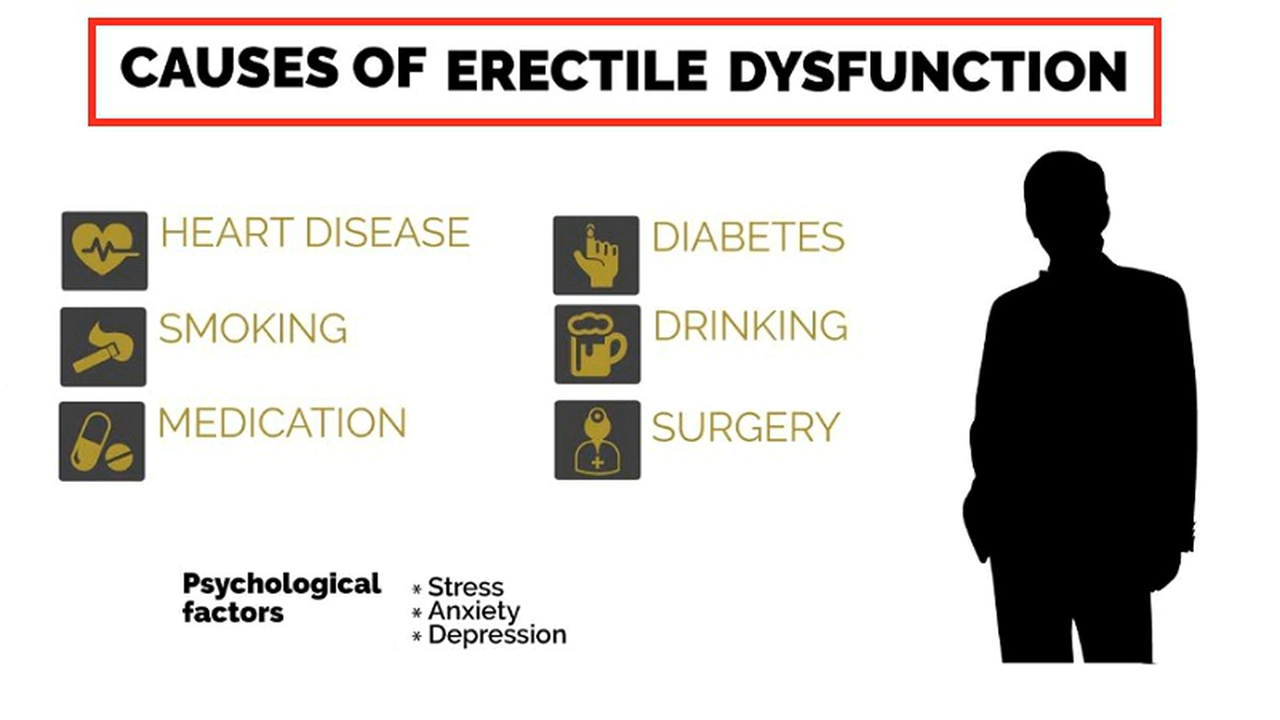 CAUSES OF ERECTILE DYSFUNCTION
HEART DISEASE
SMOKING
MEDICATION
DIABETES
DRINKING
SURGERY
Psychological
factors
* Stress
* Anxiety
* Depression